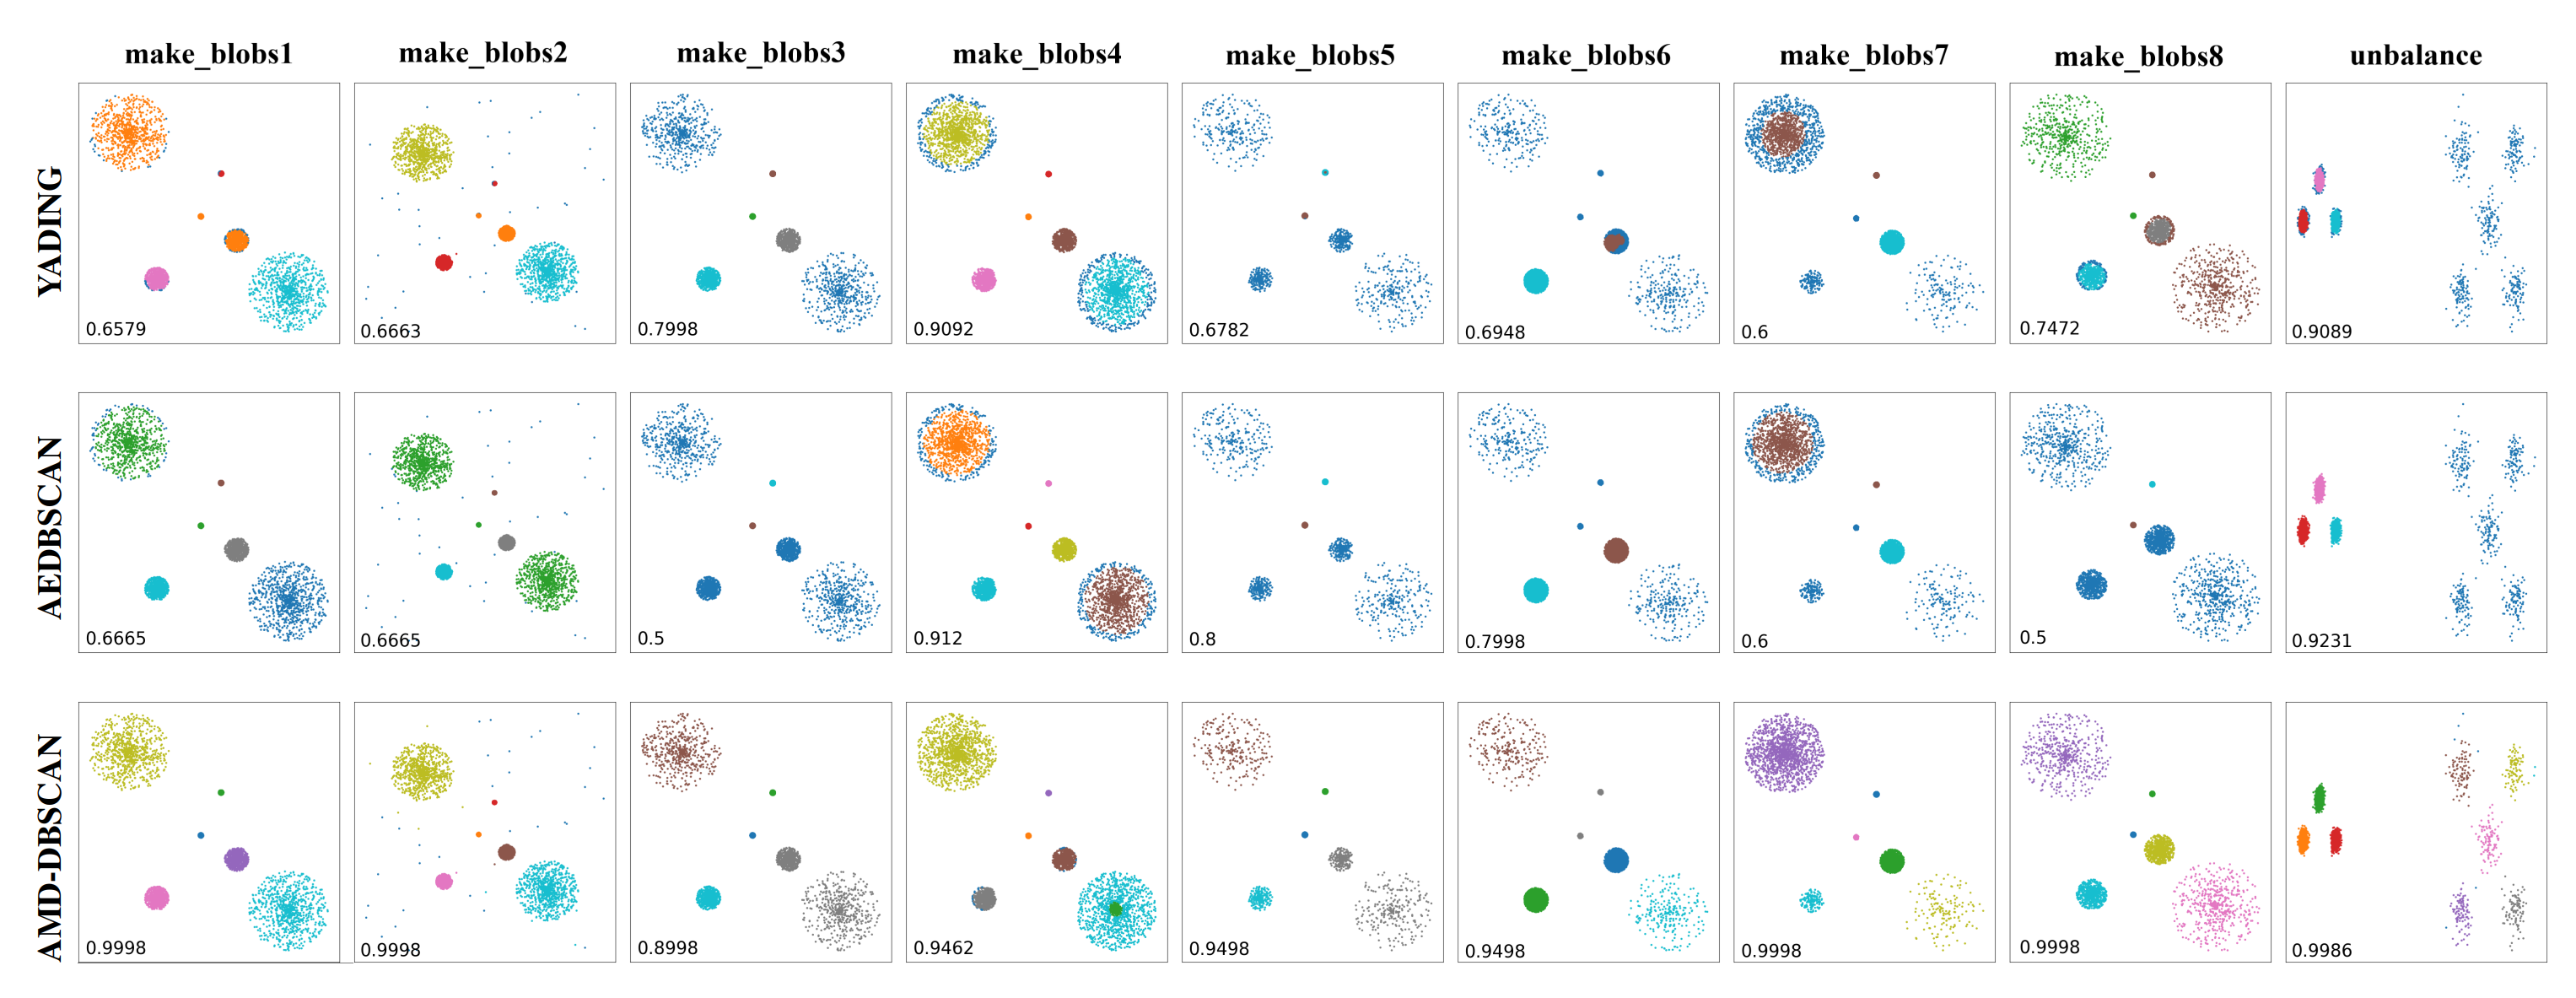 make_blobs1 make_blobs2 make_blobs3 make_blobs4 make_blobs5 make_blobs6 make_blobs7 make_blobs8 unbalance
YADING
0.6579 0.6663 0.7998 0.9092 0.6782 0.6948 0.6 0.7472 0.9089
AEDBSCAN
0.6665 0.6665 0.5 0.912 0.8 0.7998 0.6 0.5 0.9231
AMD-DBSCAN
0.9998 0.9998 0.8998 0.9462 0.9498 0.9498 0.9998 0.9998 0.9986